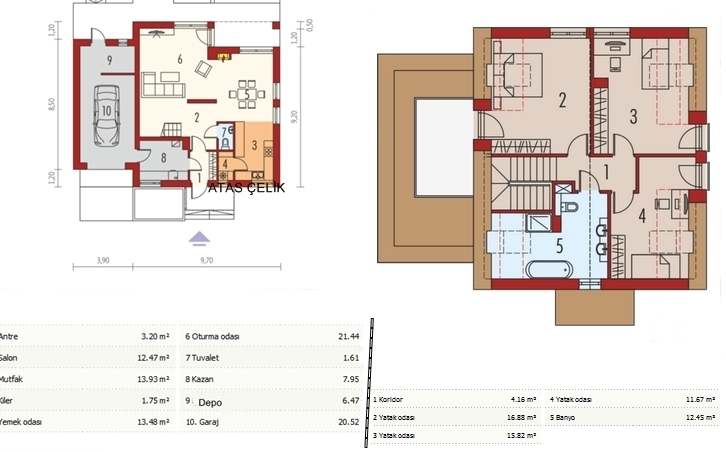 1,20
8,50
1,20
1,20
0,50
9,20
9
10
6
5
2
7
3
8
4
1
ATAS ÇELİK
3,90
9,70
2
3
1
4
5
Antre 3.20 m² 6 Oturma odası 21.44
Salon 12.47 m² 7 Tuvalet 1.61
Mutfak 13.93 m² 8 Kazan 7.95
Kiler 1.75 m² 9 Depo 6.47
Yemek odası 13.48 m² 10. Garaj 20.52
1 Koridor 4.16 m² 4 Yatak odası 11.67 m²
2 Yatak odası 16.88 m² 5 Banyo 12.45 m²
3 Yatak odası 15.82 m²